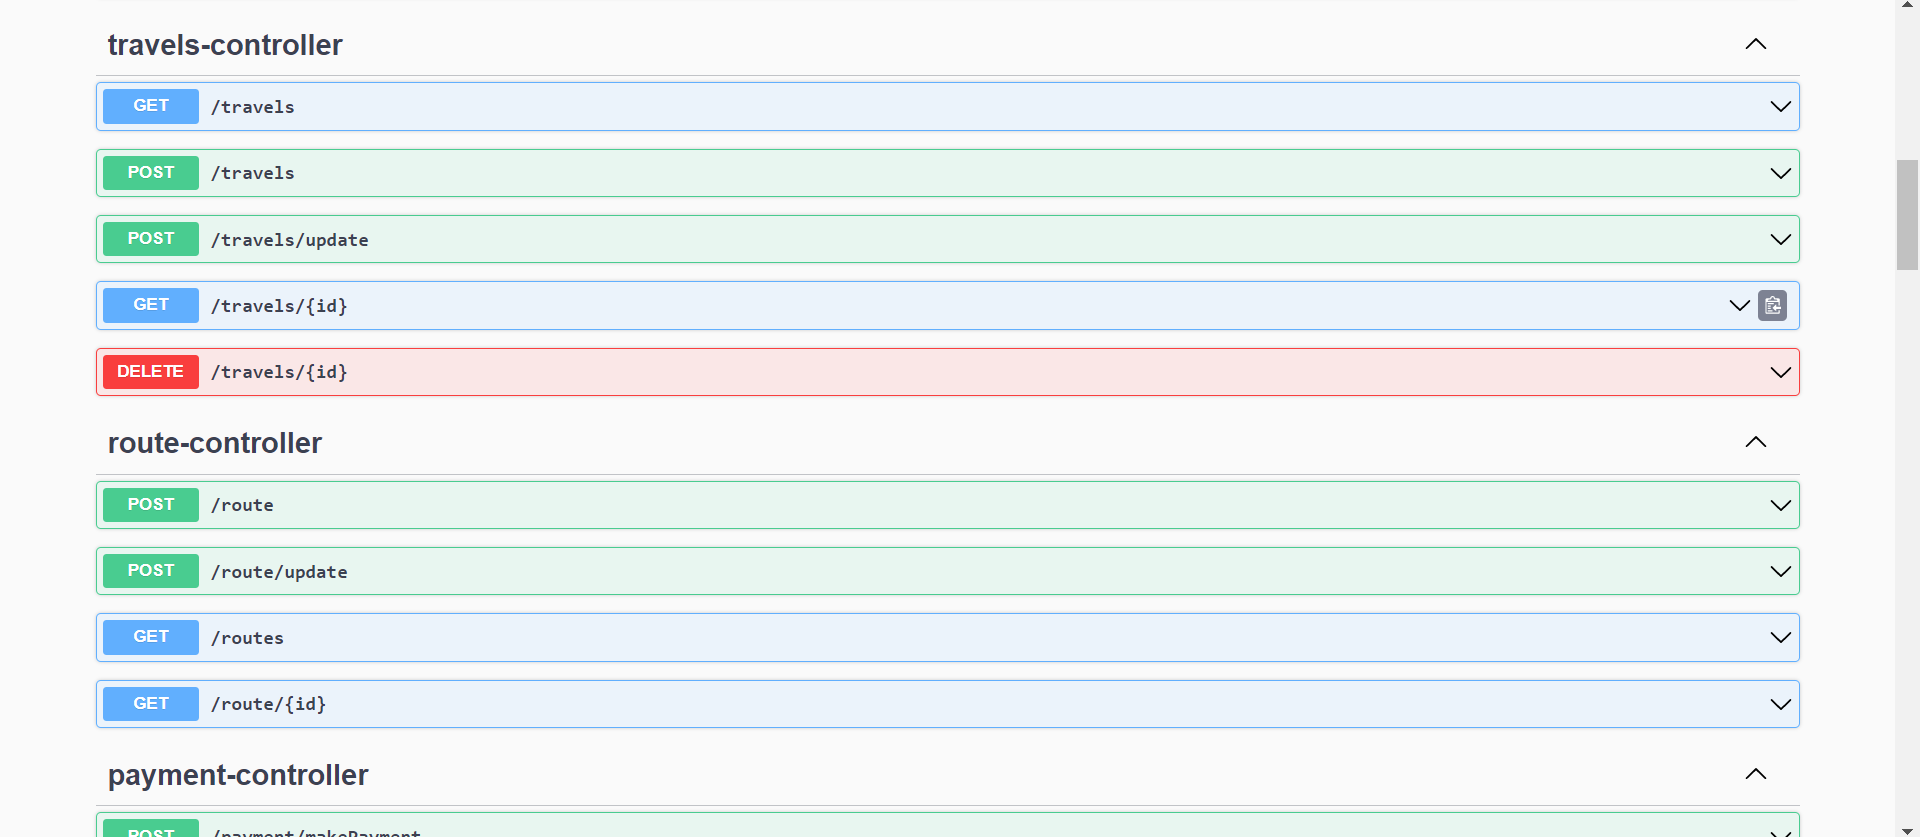 travels-controller
GET /travels
POST /travels
POST /travels/update
GET /travels/{id}
DELETE /travels/{id}
route-controller
POST /route
POST /route/update
GET /routes
GET /route/{id}
payment-controller
POST /payment/makePayment